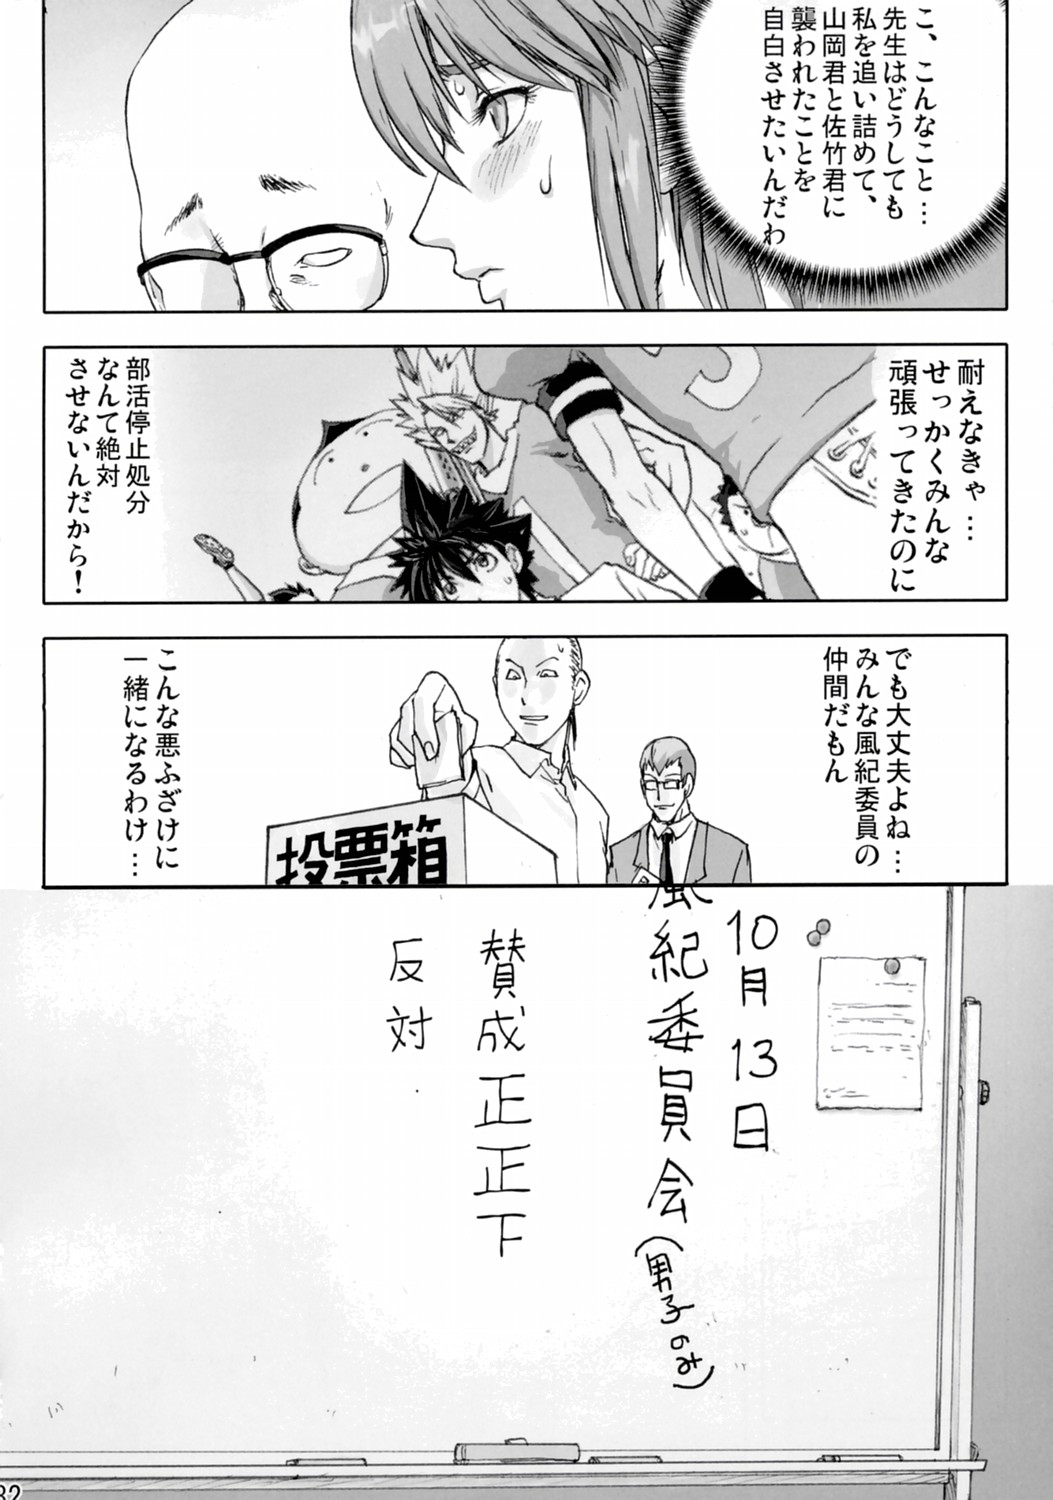 こ、こんなこと…
先生はどうしても
私を追い詰めて、
山岡君と佐竹君に
襲われたことを
自白させたいんだわ
耐えなきゃ…
せっかくみんな
頑張ってきたのに
部活停止処分
なんて絶対
させないんだから！
でも大丈夫よね…
みんな風紀委員の
仲間だもん
こんな悪ふざけに
一緒になるわけ…
投票箱
10月13日
風紀委員会(男子のみ)
賛成 正正下
反対
32